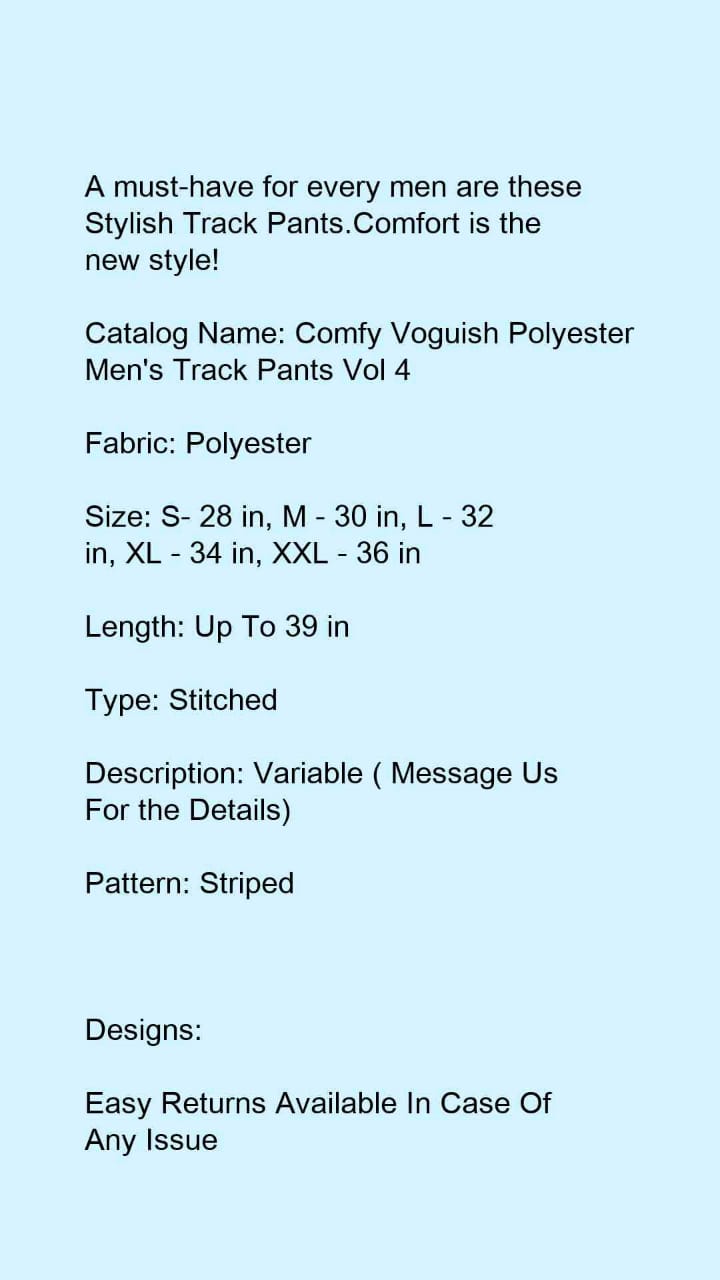 A must-have for every men are these
Stylish Track Pants.Comfort is the
new style!
Catalog Name: Comfy Voguish Polyester
Men's Track Pants Vol 4
Fabric: Polyester
Size: S- 28 in, M - 30 in, L - 32
in, XL - 34 in, XXL - 36 in
Length: Up To 39 in
Type: Stitched
Description: Variable ( Message Us
For the Details)
Pattern: Striped
Designs:
Easy Returns Available In Case Of
Any Issue